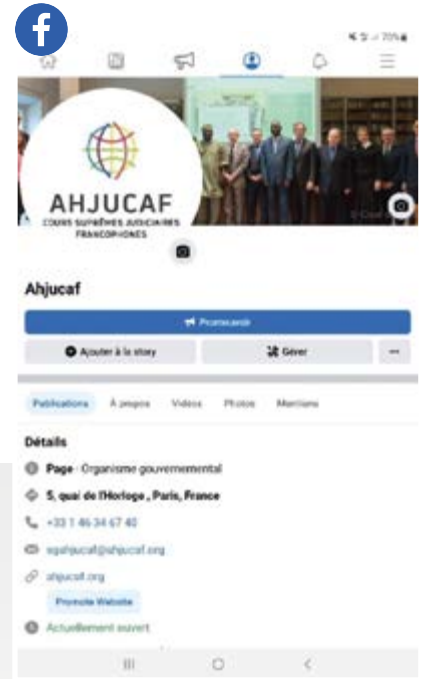 f
70%
AHJUCAF
COURS SUPRÊMES JUDICIAIRES
FRANCOPHONES
Ahjucaf
Promouvoir
Ajouter à la story
Gérer
Publications À propos Vidéos Photos Mentions
Détails
Page · Organisme gouvernemental
5, quai de l'Horloge , Paris, France
+33 1 46 34 67 40
ahjucaf.org
Promote Website
Actuellement ouvert